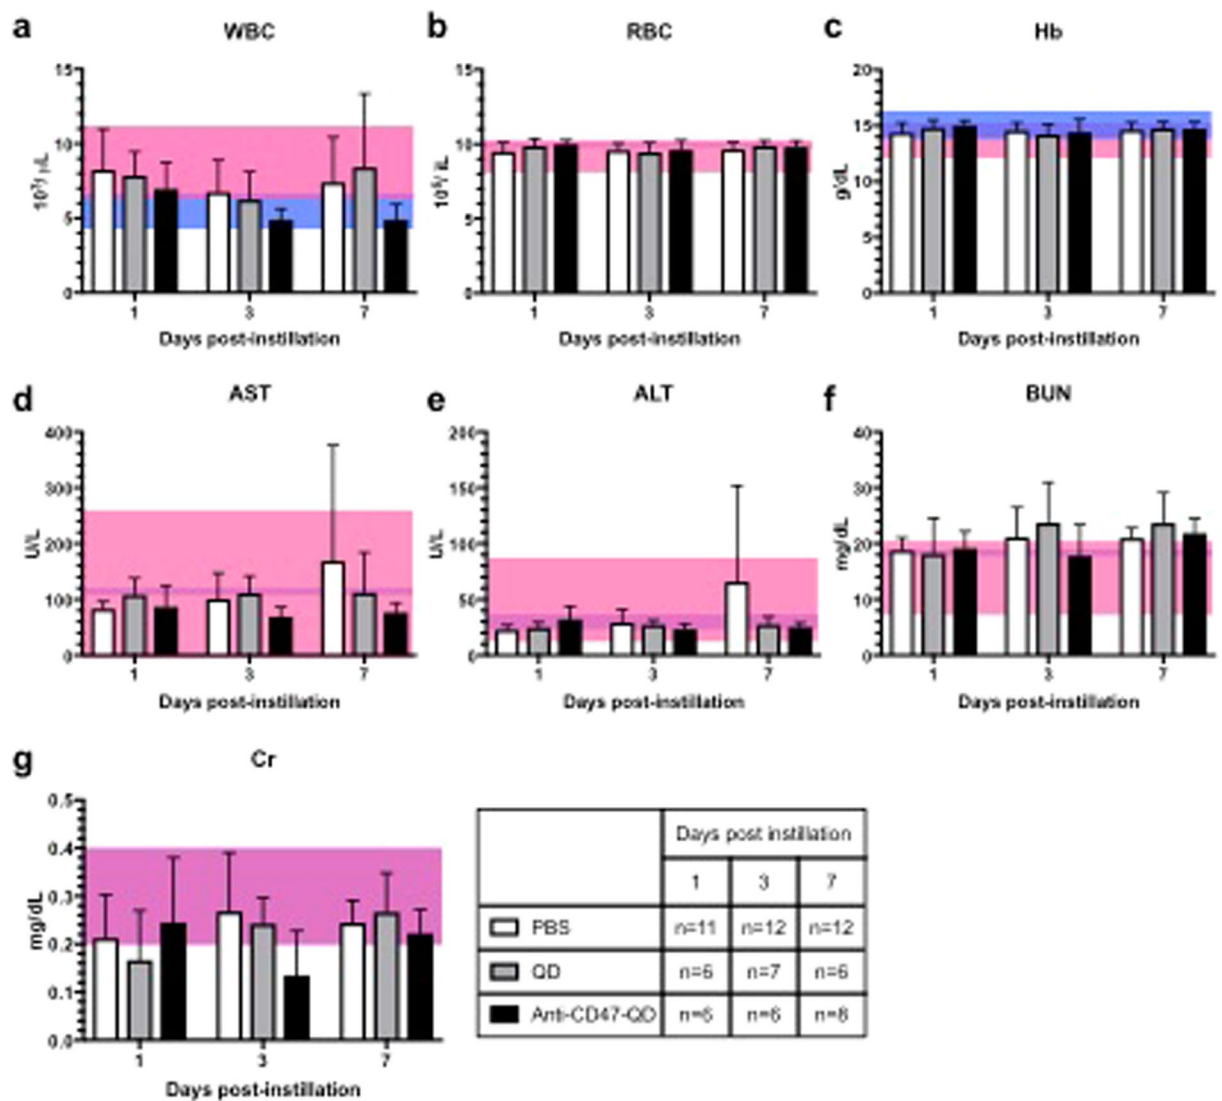 a
WBC
15
10
5
0
10³/ µL
1 3 7
Days post-instillation
b
RBC
15
10
5
0
10⁶/ iL
1 3 7
Days post-instillation
c
Hb
20
15
10
5
0
g/dL
1 3 7
Days post-instillation
d
AST
400
300
200
100
0
U/L
1 3 7
Days post-instillation
e
ALT
200
150
100
50
0
U/L
1 3 7
Days post-instillation
f
BUN
40
30
20
10
0
mg/dL
1 3 7
Days post-instillation
g
Cr
0.5
0.4
0.3
0.2
0.1
0.0
mg/dL
1 3 7
Days post-instillation
Days post instillation
1 3 7
PBS n=11 n=12 n=12
QD n=6 n=7 n=6
Anti-CD47-QD n=6 n=6 n=8